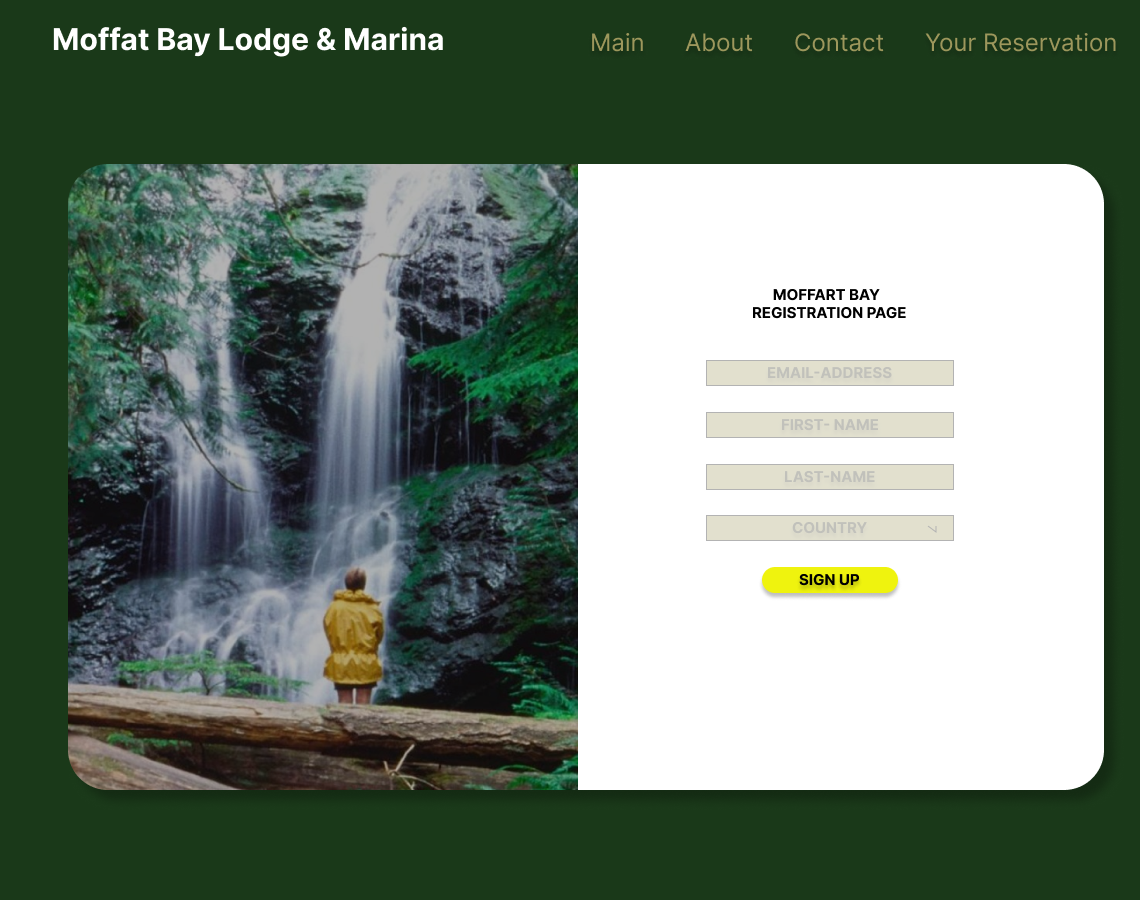 Moffat Bay Lodge & Marina
Main About Contact Your Reservation
MOFFART BAY
REGISTRATION PAGE
EMAIL-ADDRESS
FIRST- NAME
LAST-NAME
COUNTRY
SIGN UP